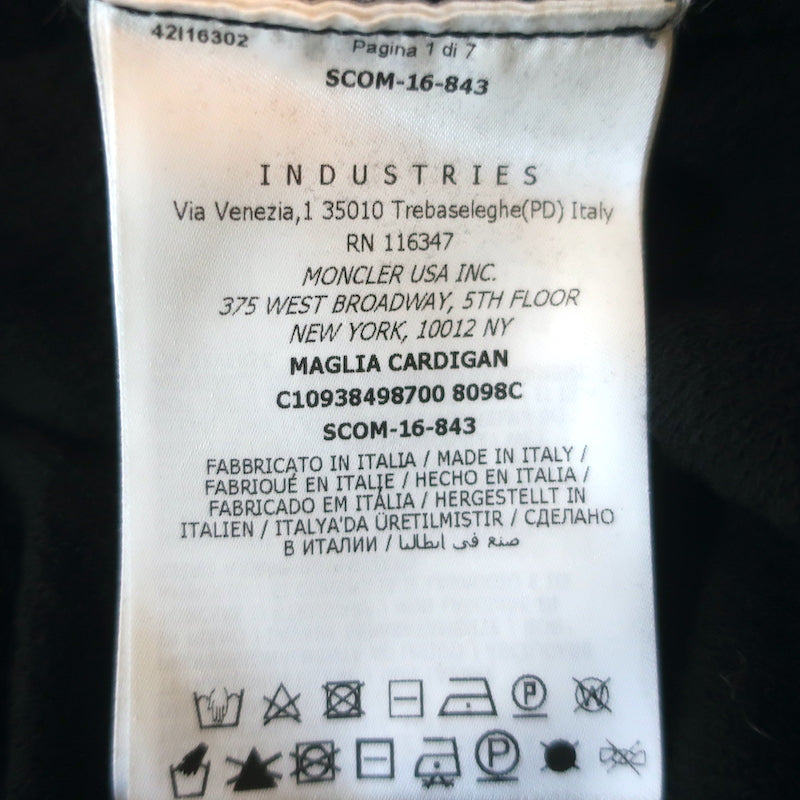 42I16302
Pagina 1 di 7
SCOM-16-843
INDUSTRIES
Via Venezia,1 35010 Trebaseleghe(PD) Italy
RN 116347
MONCLER USA INC.
375 WEST BROADWAY, 5TH FLOOR
NEW YORK, 10012 NY
MAGLIA CARDIGAN
C10938498700 8098C
SCOM-16-843
FABBRICATO IN ITALIA / MADE IN ITALY /
FABRIQUÉ EN ITALIE / HECHO EN ITALIA /
FABRICADO EM ITÁLIA / HERGESTELLT IN
ITALIEN / ITALYA'DA ÜRETILMISTIR / СДЕЛАНО
В ИТАЛИИ / صنع في ايطاليا
P W
P